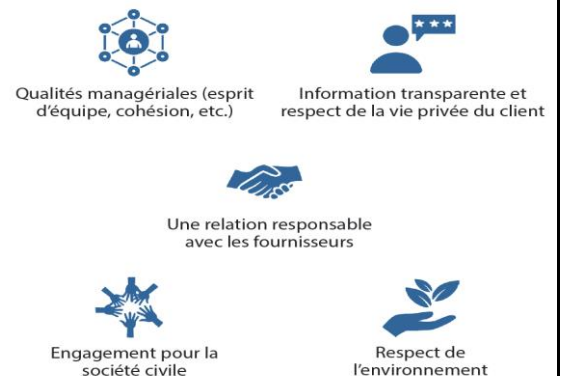 Qualités managériales (esprit
d'équipe, cohésion, etc.)
Information transparente et
respect de la vie privée du client
Une relation responsable
avec les fournisseurs
Engagement pour la
société civile
Respect de
l'environnement